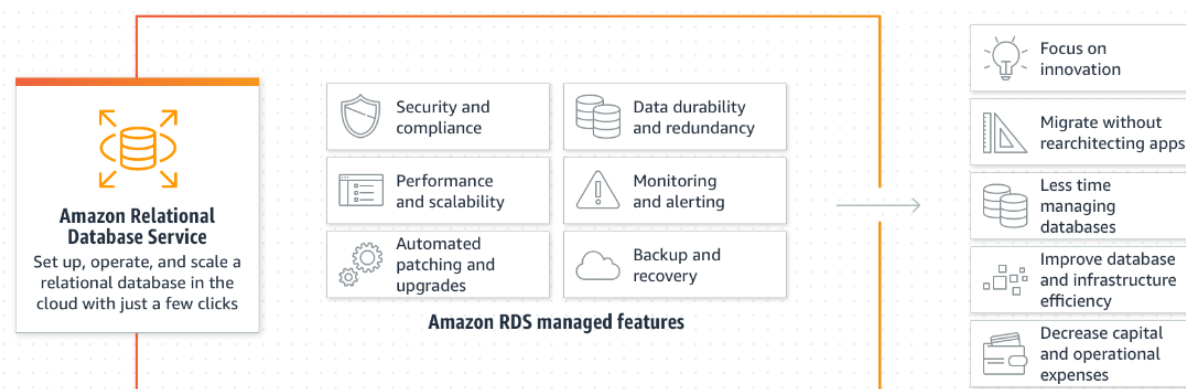 Amazon Relational
Database Service
Set up, operate, and scale a
relational database in the
cloud with just a few clicks
Security and
compliance
Data durability
and redundancy
Performance
and scalability
Monitoring
and alerting
Automated
patching and
upgrades
Backup and
recovery
Amazon RDS managed features
Focus on
innovation
Migrate without
rearchitecting apps
Less time
managing
databases
Improve database
and infrastructure
efficiency
Decrease capital
and operational
expenses